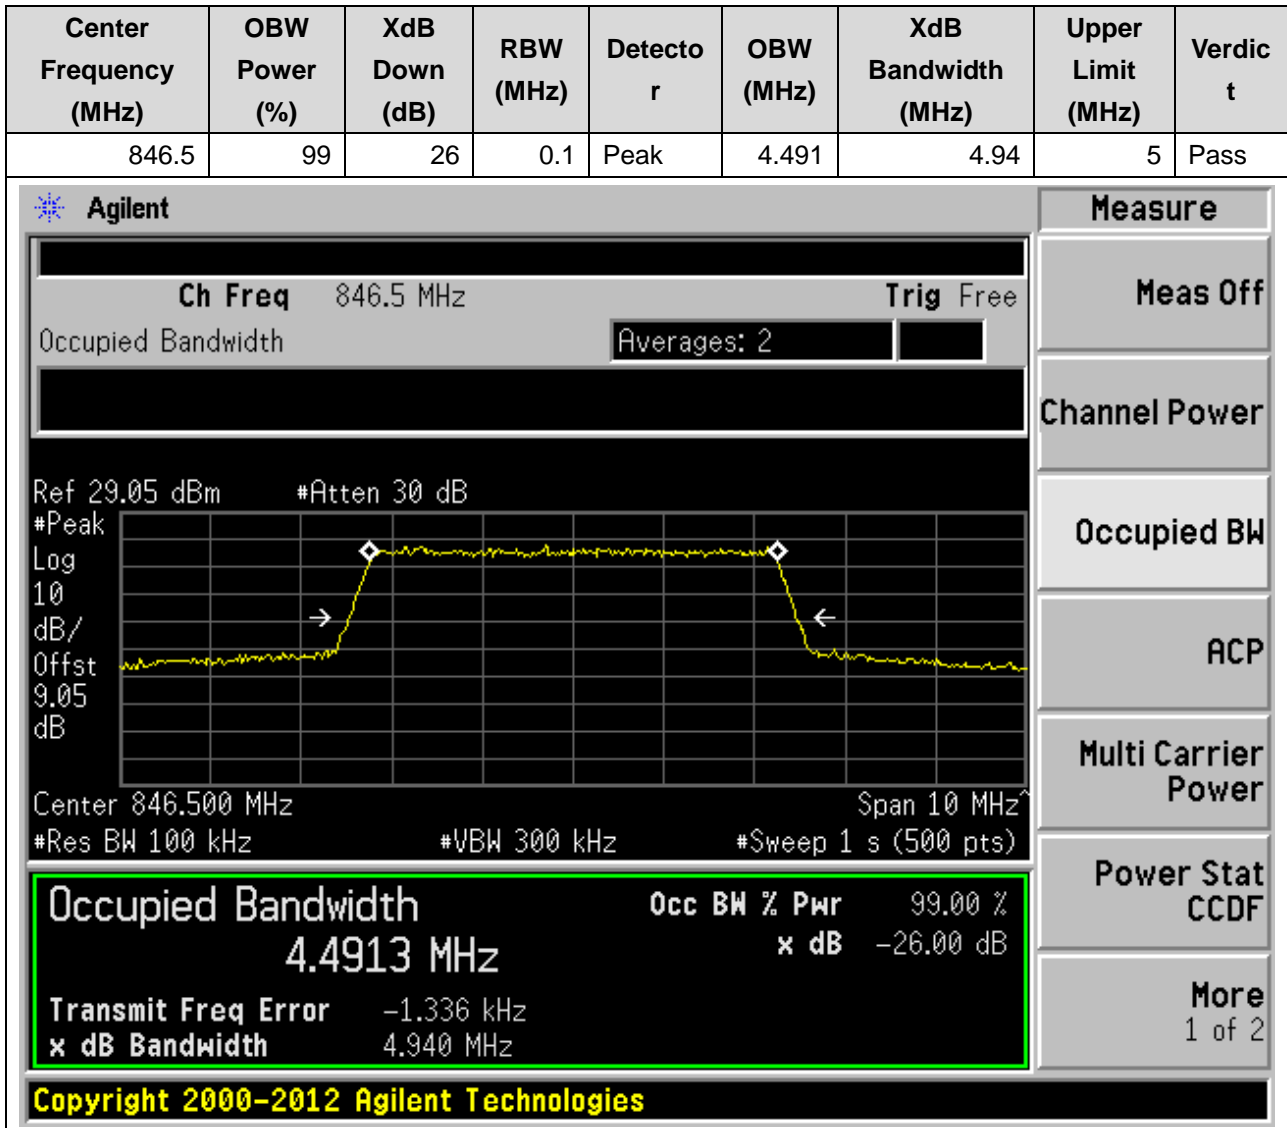 Center Frequency (MHz) OBW Power (%) XdB Down (dB) RBW (MHz) Detecto r OBW (MHz) XdB Bandwidth (MHz) Upper Limit (MHz) Verdic t
846.5 99 26 0.1 Peak 4.491 4.94 5 Pass
Agilent
Measure
Ch Freq 846.5 MHz Trig Free
Occupied Bandwidth Averages: 2
Meas Off
Channel Power
Occupied BW
ACP
Multi Carrier
Power
Power Stat
CCDF
More
1 of 2
Ref 29.05 dBm #Atten 30 dB
#Peak
Log
10
dB/
Offst
9.05
dB
Center 846.500 MHz Span 10 MHz^
#Res BW 100 kHz #VBW 300 kHz #Sweep 1 s (500 pts)
Occupied Bandwidth Occ BW % Pwr 99.00 %
4.4913 MHz x dB -26.00 dB
Transmit Freq Error -1.336 kHz
x dB Bandwidth 4.940 MHz
Copyright 2000-2012 Agilent Technologies